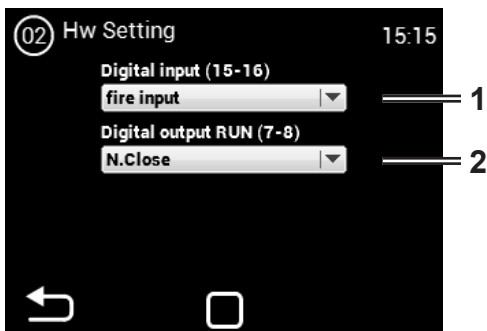 02 Hw Setting 15:15
Digital input (15-16)
fire input 1
Digital output RUN (7-8)
N.Close 2